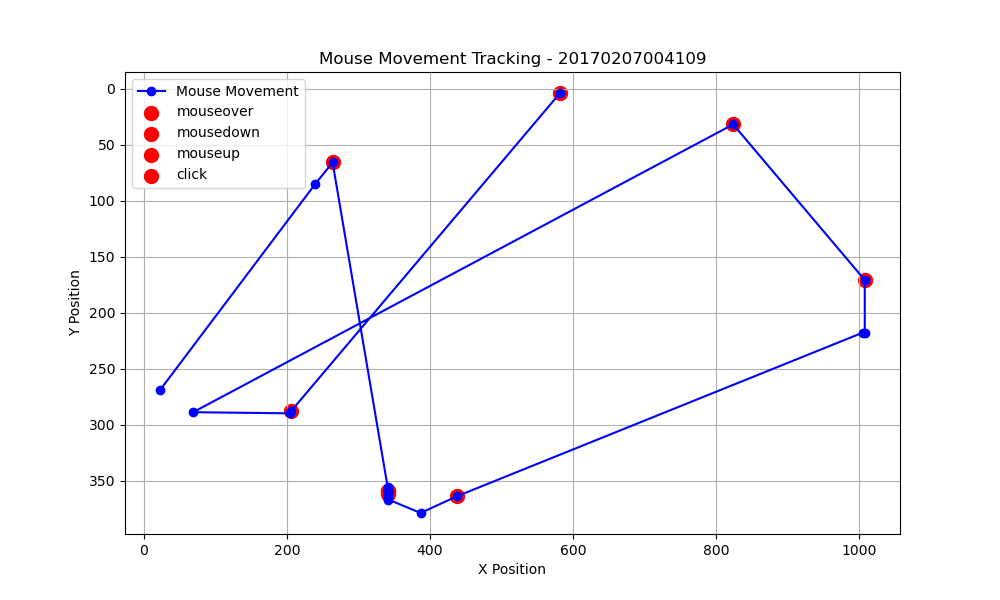 Mouse Movement Tracking - 20170207004109
Mouse Movement
mouseover
mousedown
mouseup
click
0
50
100
150
200
250
300
350
Y Position
0 200 400 600 800 1000
X Position